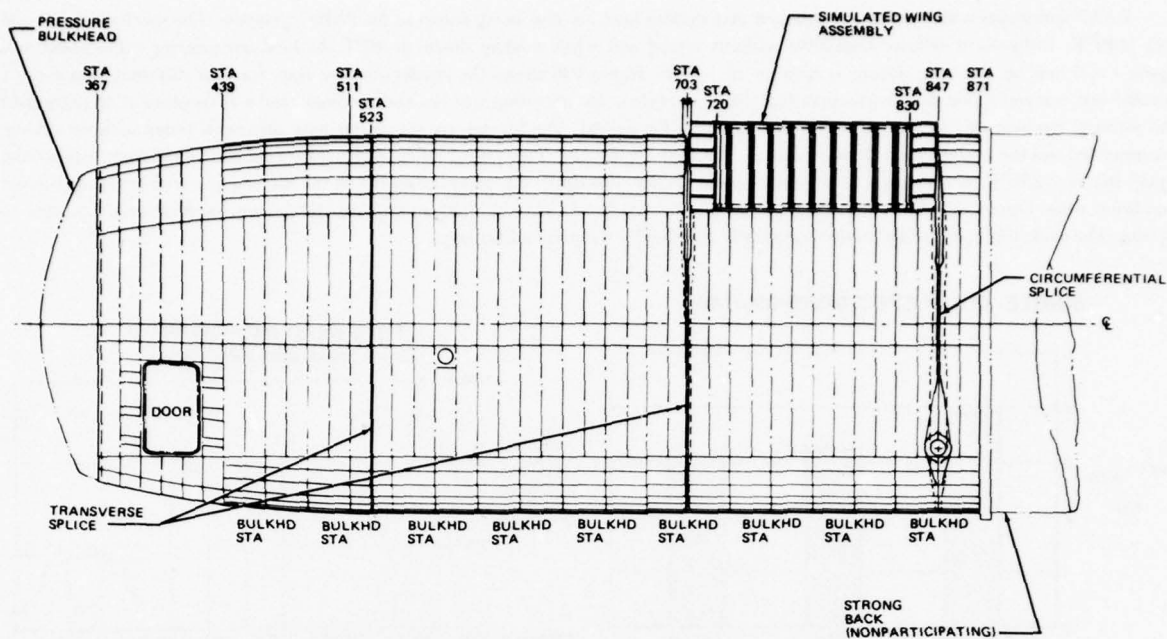 PRESSURE
BULKHEAD
SIMULATED WING
ASSEMBLY
STA
367
STA
439
STA
511
STA
523
STA
703
STA
720
STA
830
STA
847
STA
871
CIRCUMFERENTIAL
SPLICE
℄
DOOR
TRANSVERSE
SPLICE
BULKHD
STA
BULKHD
STA
BULKHD
STA
BULKHD
STA
BULKHD
STA
BULKHD
STA
BULKHD
STA
BULKHD
STA
BULKHD
STA
STRONG
BACK
(NONPARTICIPATING)